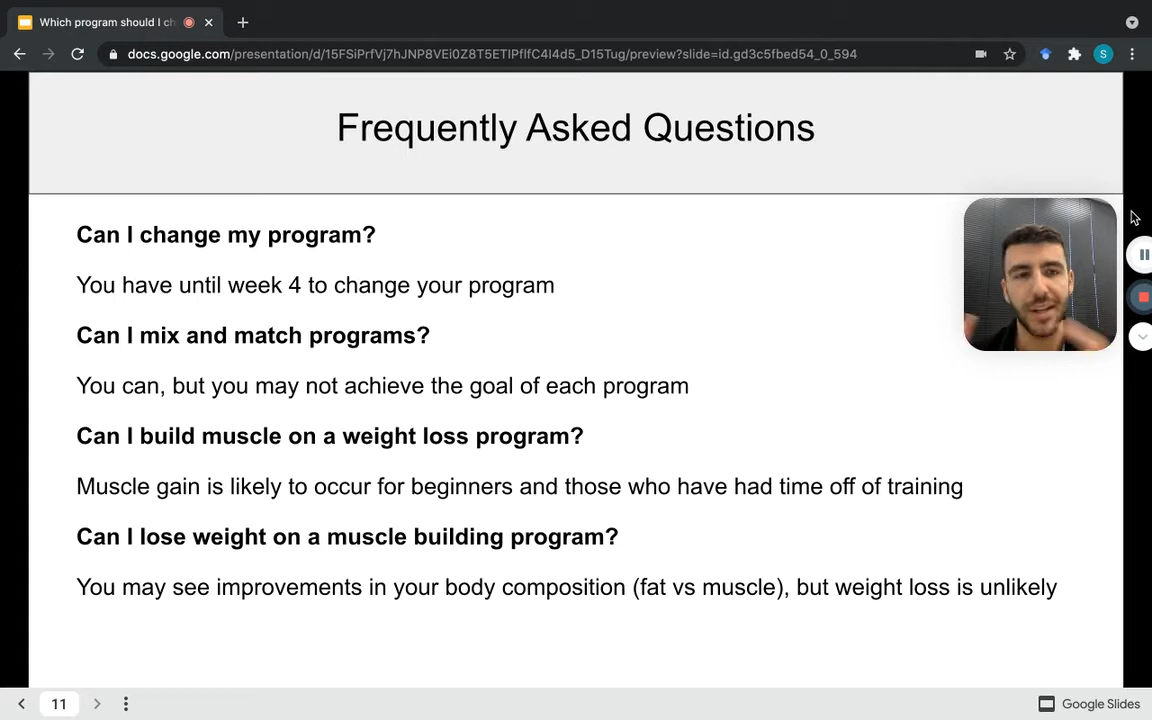 Which program should I ch
docs.google.com/presentation/d/15FSiPrfVj7hJNP8VEi0Z8T5ETIPflfC4I4d5_D15Tug/preview?slide=id.gd3c5fbed54_0_594
S
Frequently Asked Questions
Can I change my program?
You have until week 4 to change your program
Can I mix and match programs?
You can, but you may not achieve the goal of each program
Can I build muscle on a weight loss program?
Muscle gain is likely to occur for beginners and those who have had time off of training
Can I lose weight on a muscle building program?
You may see improvements in your body composition (fat vs muscle), but weight loss is unlikely
11
Google Slides